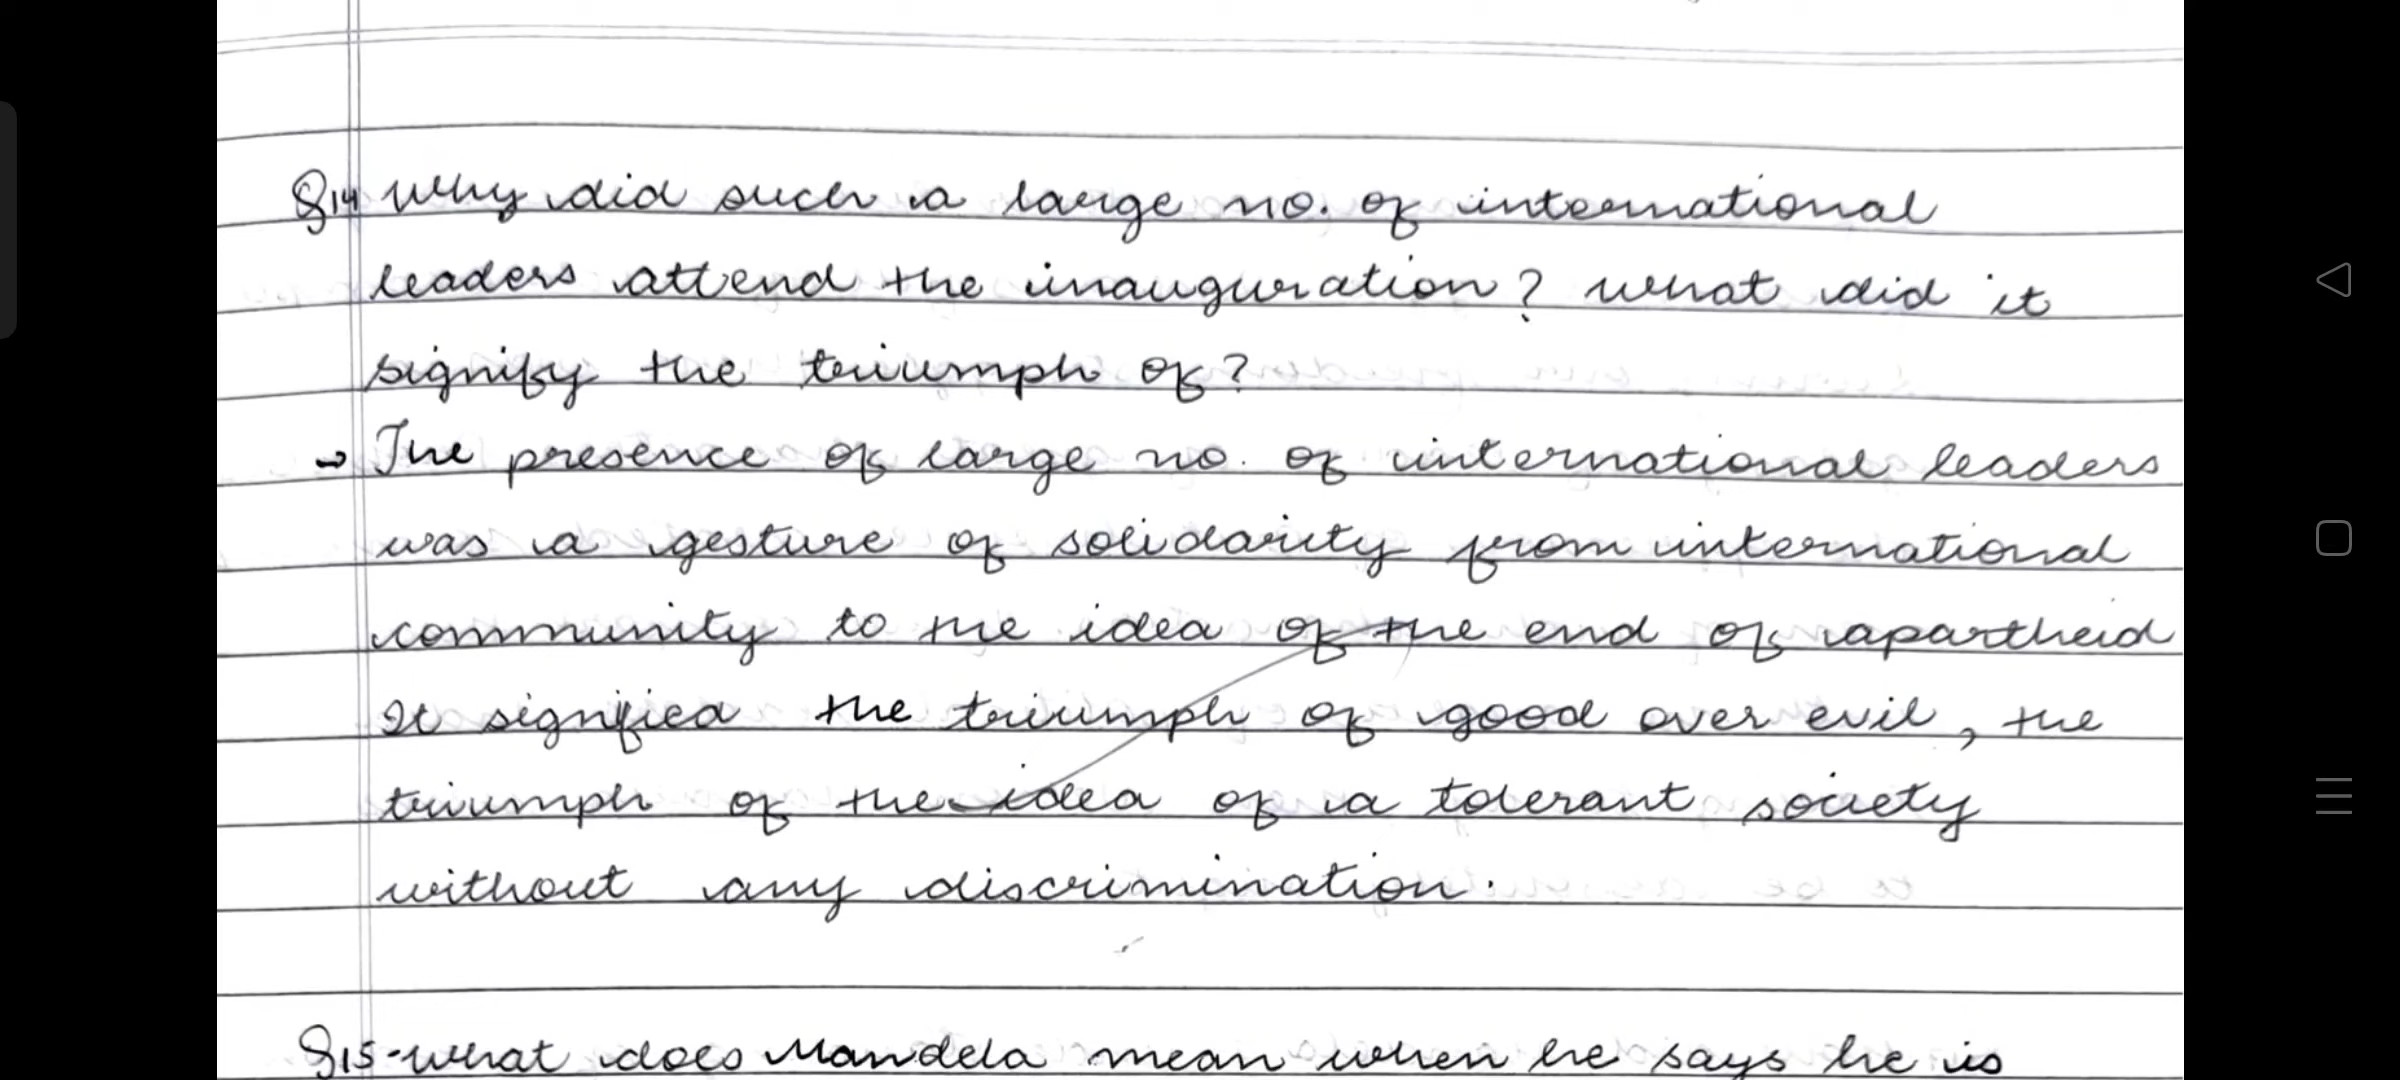 Q14 Why did such a large no. of international
leaders attend the inauguration? What did it
signify the triumph of?
→ The presence of large no. of international leaders
was a gesture of solidarity from international
community to the idea of the end of apartheid
It signified the triumph of good over evil, the
triumph of the idea of a tolerant society
without any discrimination.
Q15-What does Mandela mean when he says he is